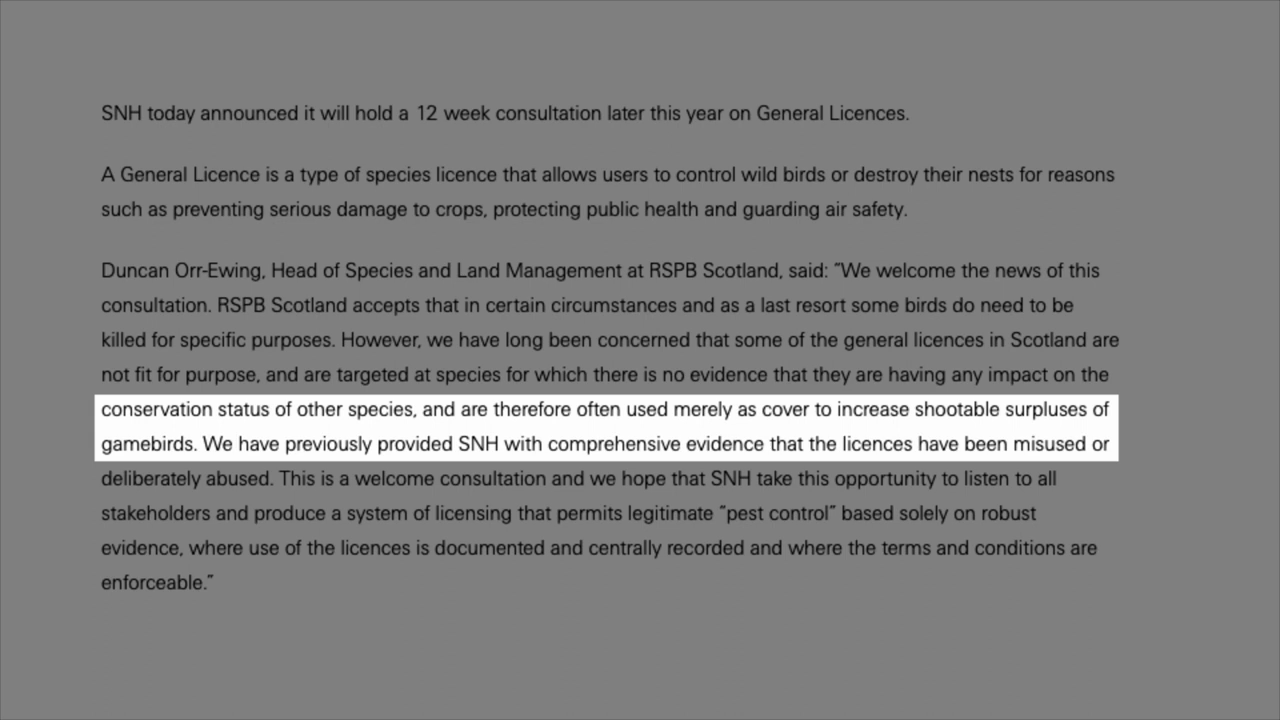 SNH today announced it will hold a 12 week consultation later this year on General Licences.
A General Licence is a type of species licence that allows users to control wild birds or destroy their nests for reasons
such as preventing serious damage to crops, protecting public health and guarding air safety.
Duncan Orr-Ewing, Head of Species and Land Management at RSPB Scotland, said: “We welcome the news of this
consultation. RSPB Scotland accepts that in certain circumstances and as a last resort some birds do need to be
killed for specific purposes. However, we have long been concerned that some of the general licences in Scotland are
not fit for purpose, and are targeted at species for which there is no evidence that they are having any impact on the
conservation status of other species, and are therefore often used merely as cover to increase shootable surpluses of
gamebirds. We have previously provided SNH with comprehensive evidence that the licences have been misused or
deliberately abused. This is a welcome consultation and we hope that SNH take this opportunity to listen to all
stakeholders and produce a system of licensing that permits legitimate “pest control” based solely on robust
evidence, where use of the licences is documented and centrally recorded and where the terms and conditions are
enforceable.”